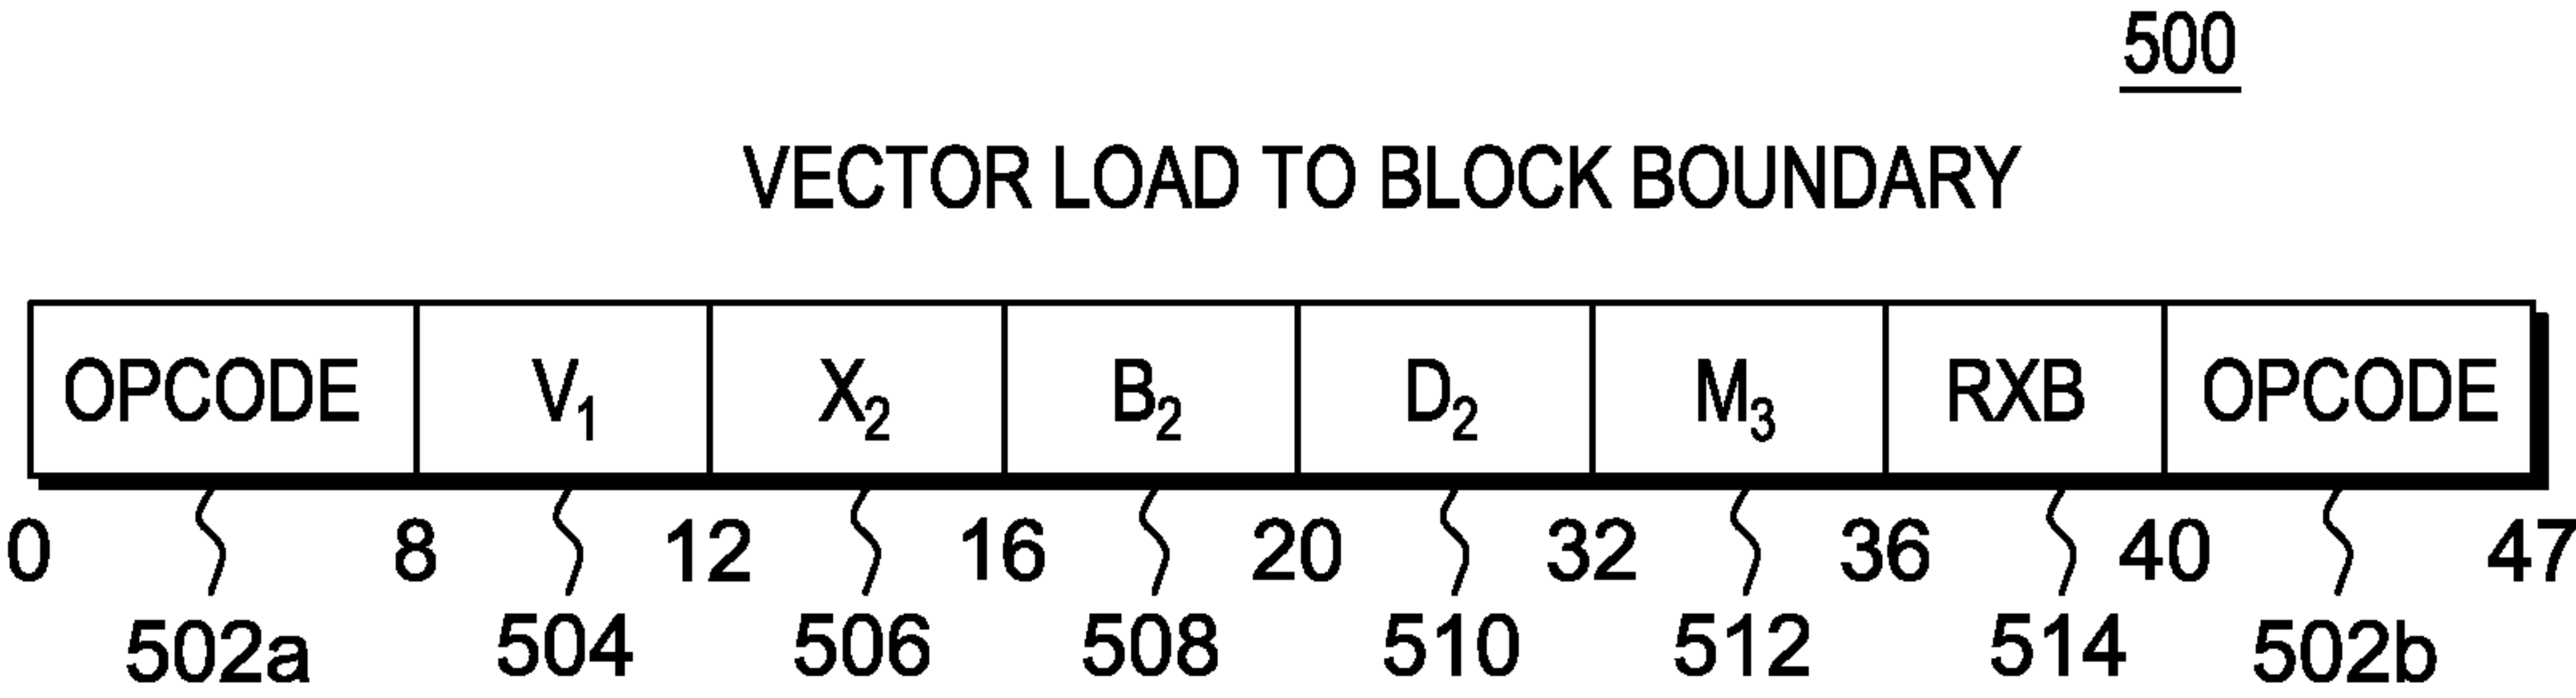 500
VECTOR LOAD TO BLOCK BOUNDARY
OPCODE V₁ X₂ B₂ D₂ M₃ RXB OPCODE
0 8 12 16 20 32 36 40 47
502a 504 506 508 510 512 514 502b